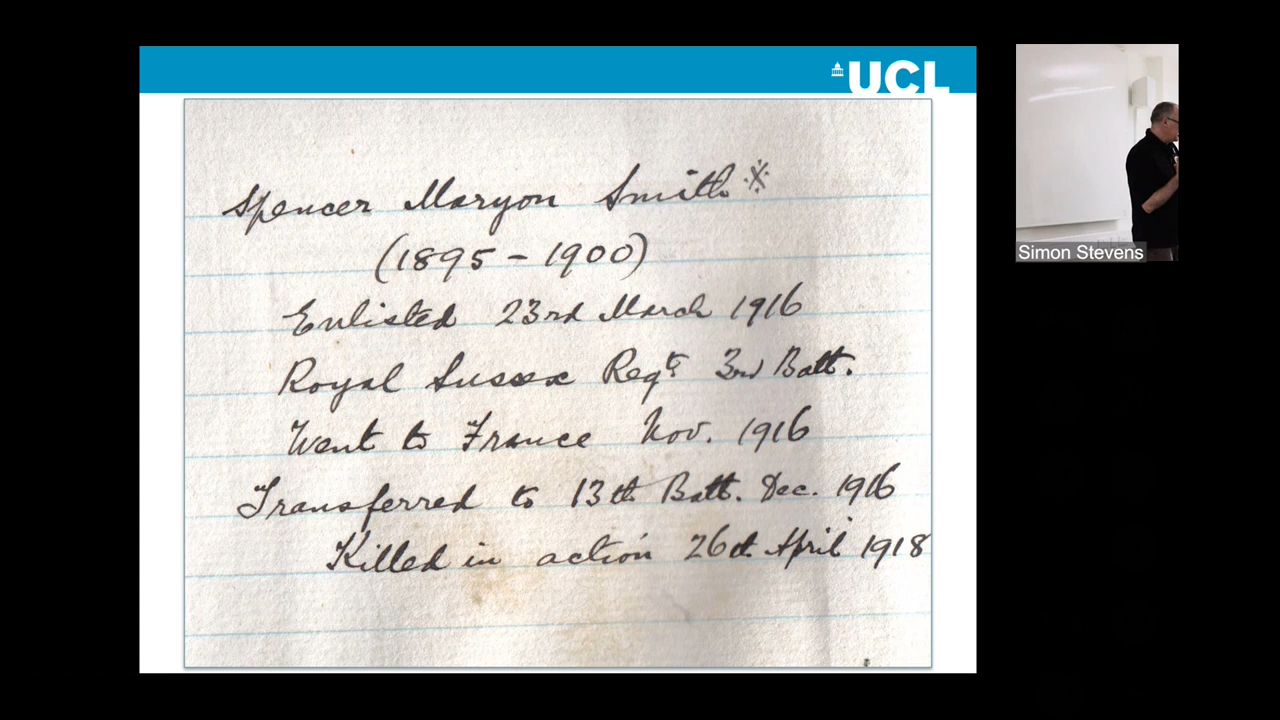 UCL
Spencer Maryon Smith ※
(1895 – 1900)
Enlisted 23rd March 1916
Royal Sussex Regt. 3rd Batt.
Went to France Nov. 1916
Transferred to 13th Batt. Dec. 1916
Killed in action 26th April 1918
Simon Stevens